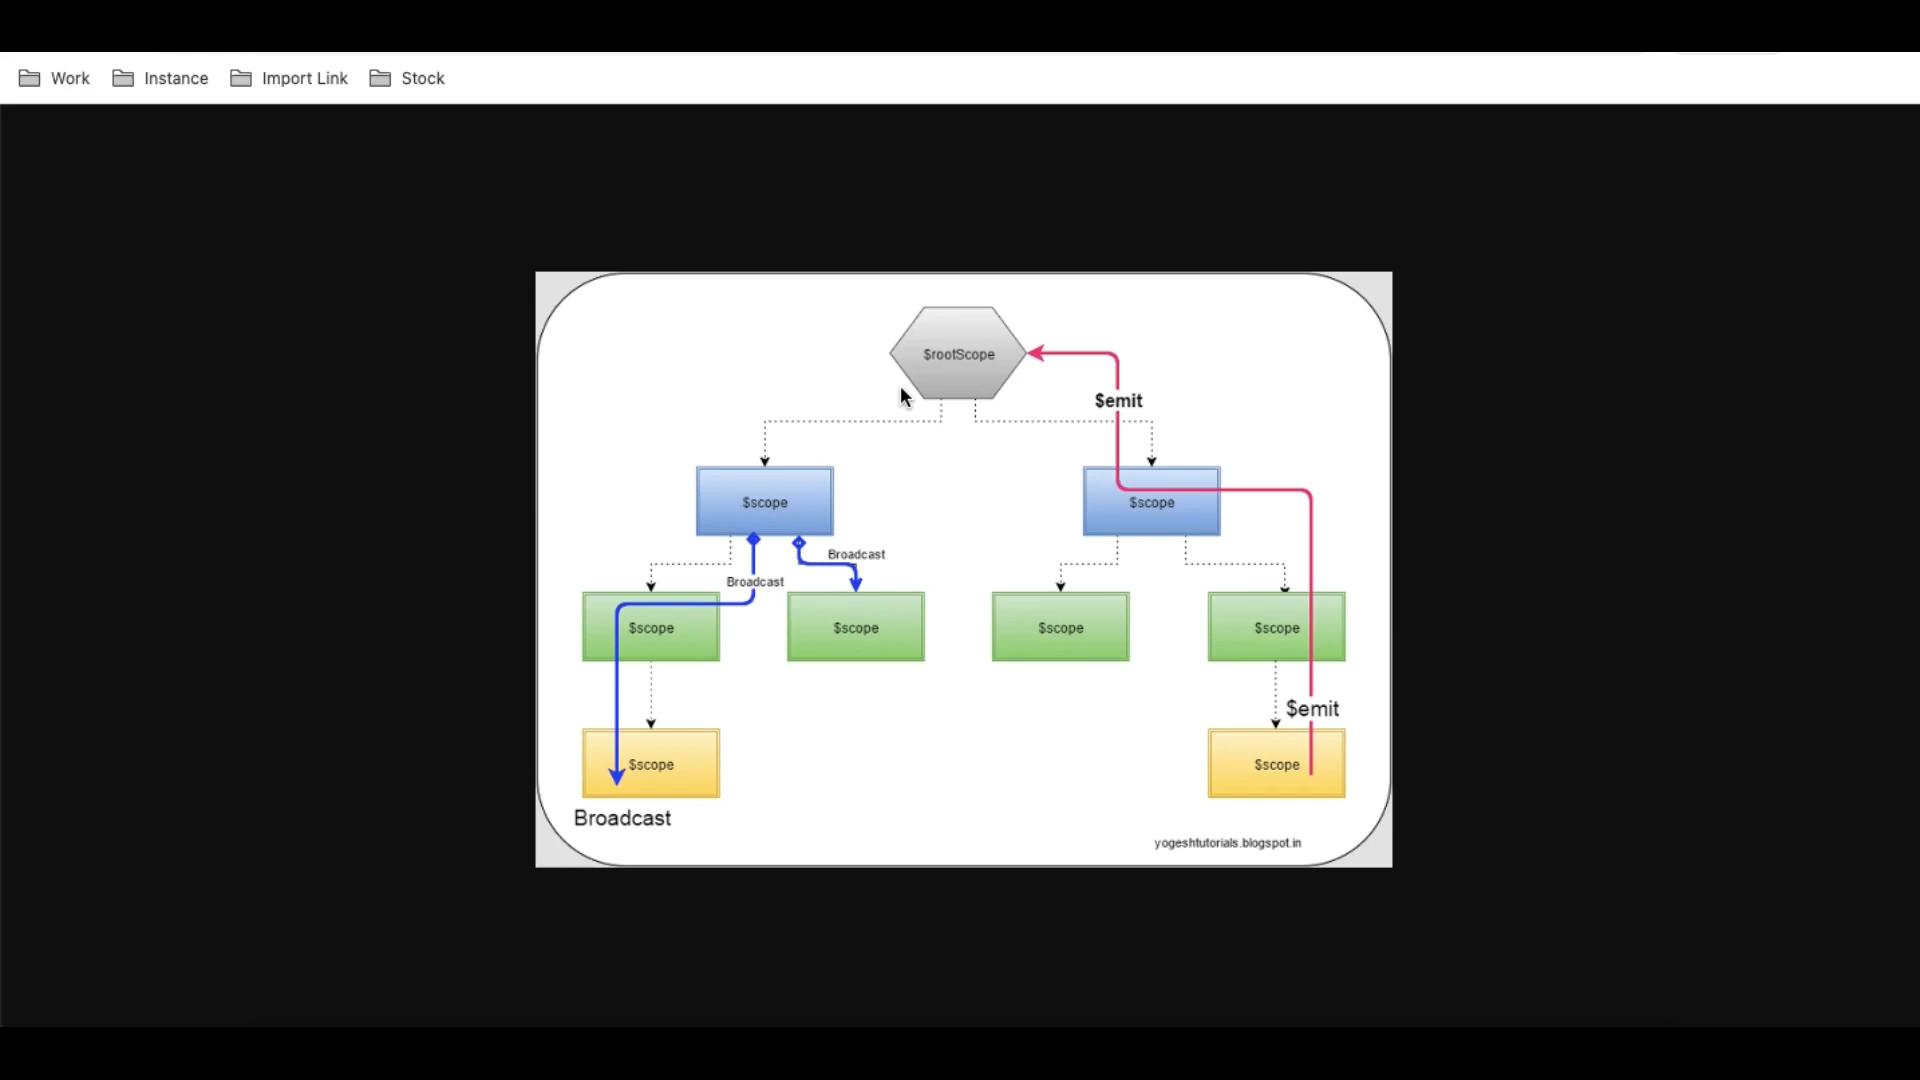 Work Instance Import Link Stock
$rootScope
$emit
$scope $scope
Broadcast
Broadcast
$scope $scope $scope $scope
$emit
$scope $scope
Broadcast
yogeshtutorials.blogspot.in